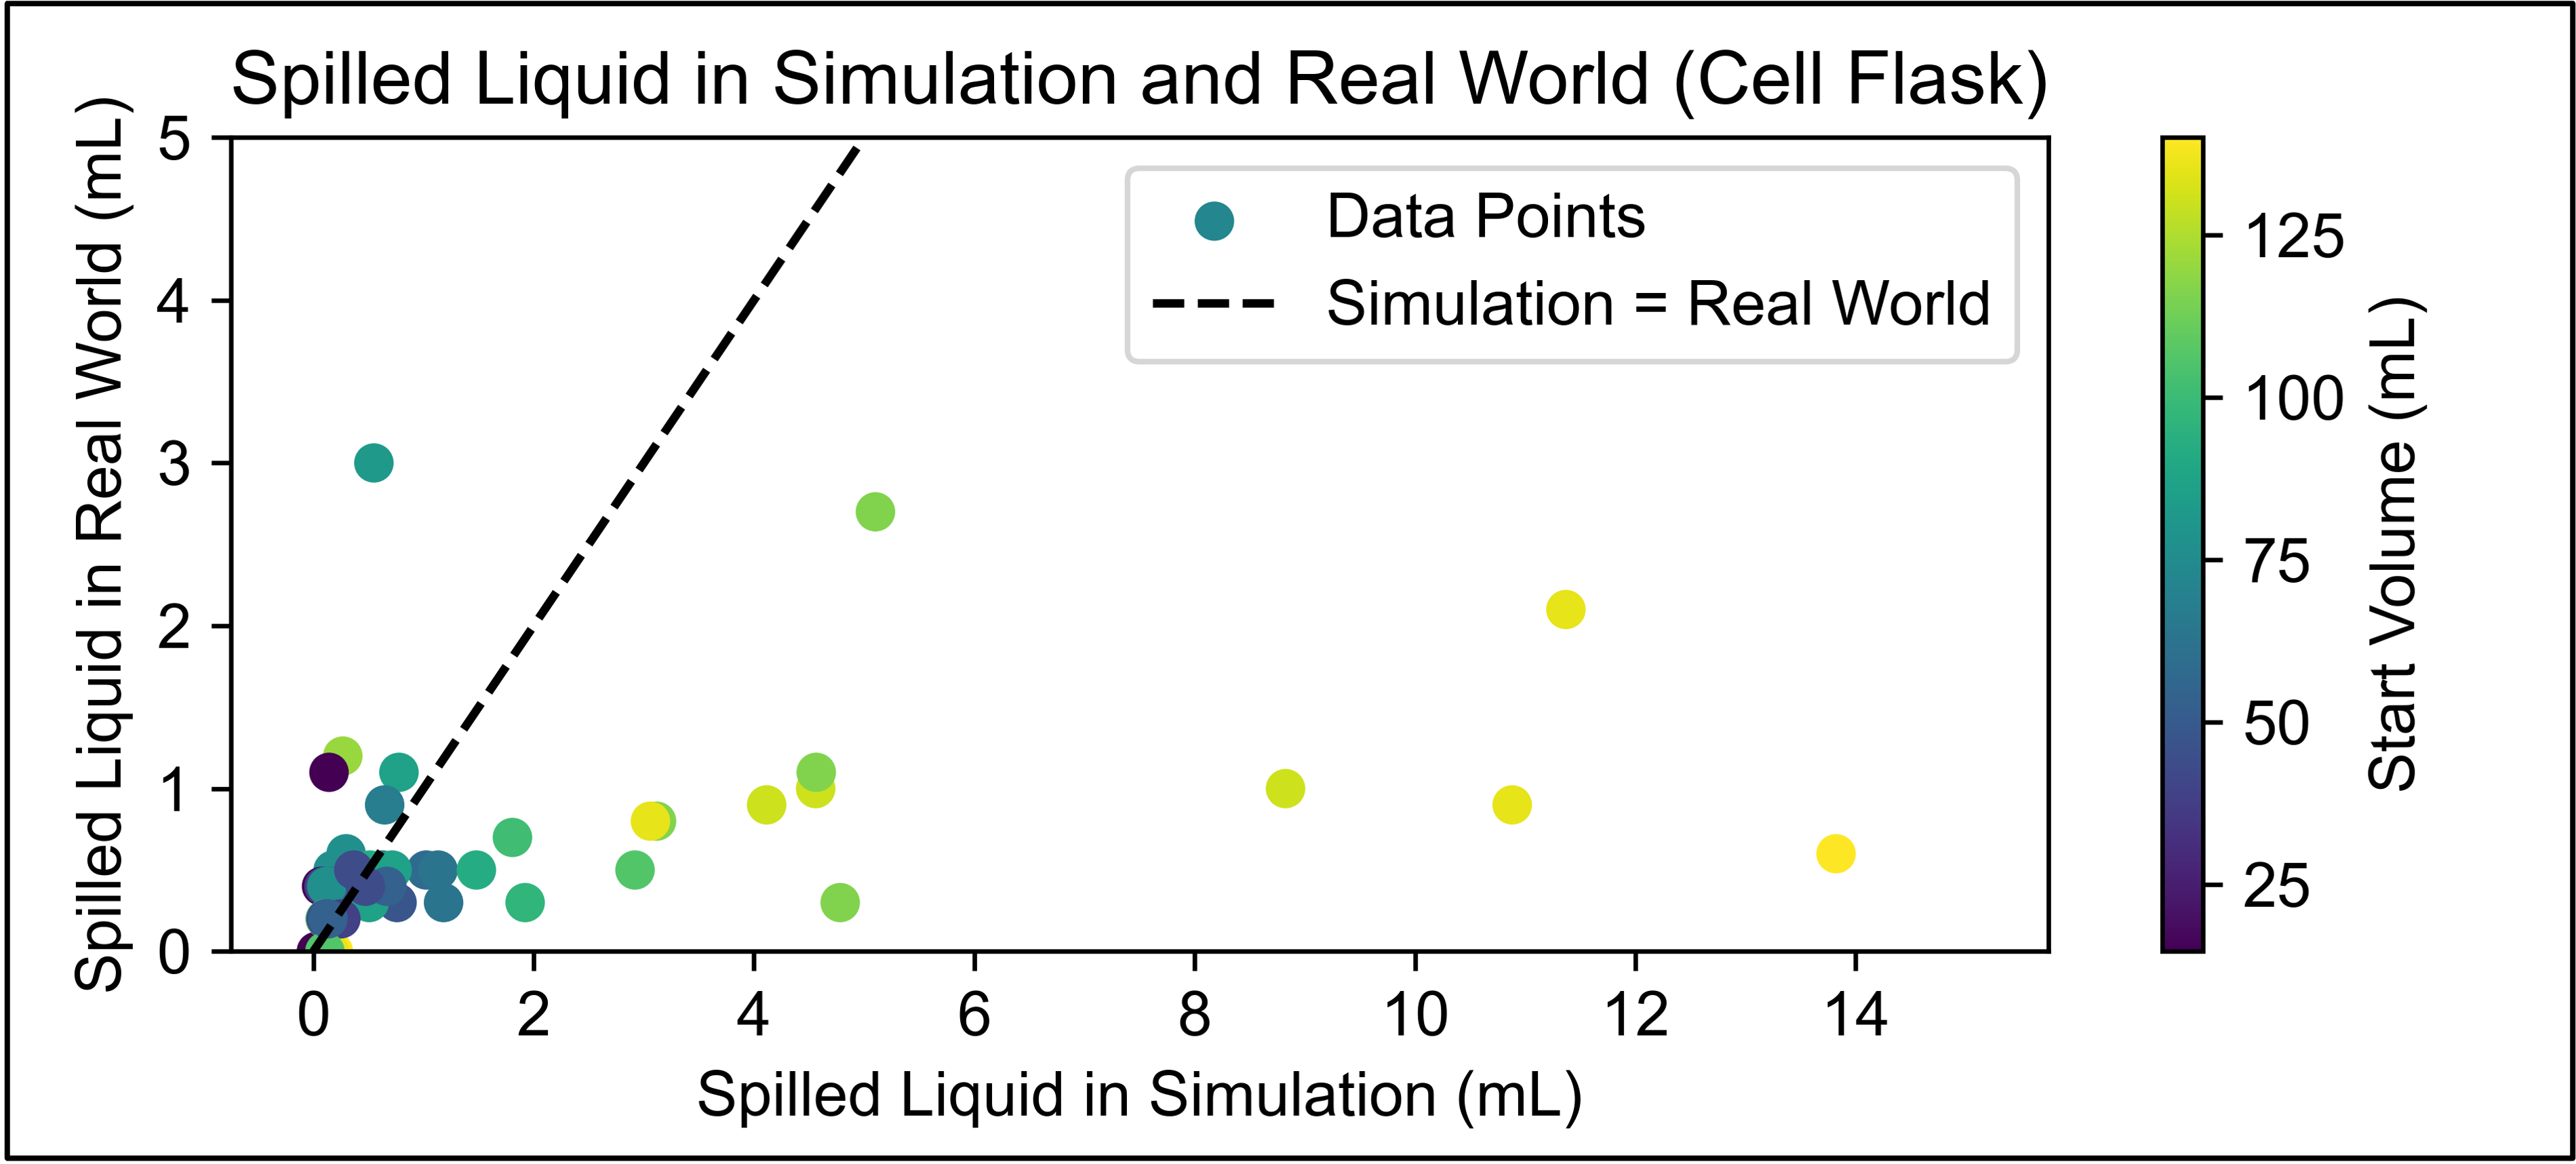 Spilled Liquid in Simulation and Real World (Cell Flask)
Spilled Liquid in Real World (mL)
5
4
3
2
1
0
Data Points
Simulation = Real World
0 2 4 6 8 10 12 14
Spilled Liquid in Simulation (mL)
125
100
75
50
25
Start Volume (mL)